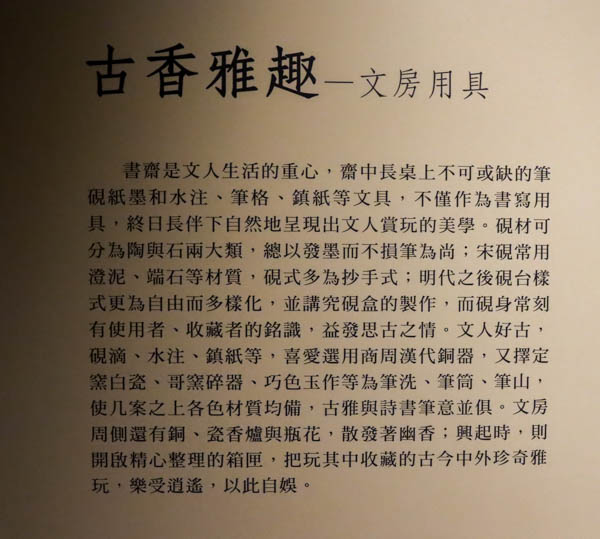 古香雅趣—文房用具
書齋是文人生活的重心，齋中長桌上不可或缺的筆
硯紙墨和水注、筆格、鎮紙等文具，不僅作為書寫用
具，終日長伴下自然地呈現出文人賞玩的美學。硯材可
分為陶與石兩大類，總以發墨而不損筆為尚；宋硯常用
澄泥、端石等材質，硯式多為抄手式；明代之後硯台樣
式更為自由而多樣化，並講究硯盒的製作，而硯身常刻
有使用者、收藏者的銘識，益發思古之情。文人好古，
硯滴、水注、鎮紙等，喜愛選用商周漢代銅器，又擇定
窯白瓷、哥窯碎器、巧色玉作等為筆洗、筆筒、筆山，
使几案之上各色材質均備，古雅與詩書筆意並俱。文房
周側還有銅、瓷香爐與瓶花，散發著幽香；興起時，則
開啟精心整理的箱匣，把玩其中收藏的古今中外珍奇雅
玩，樂受逍遙，以此自娛。